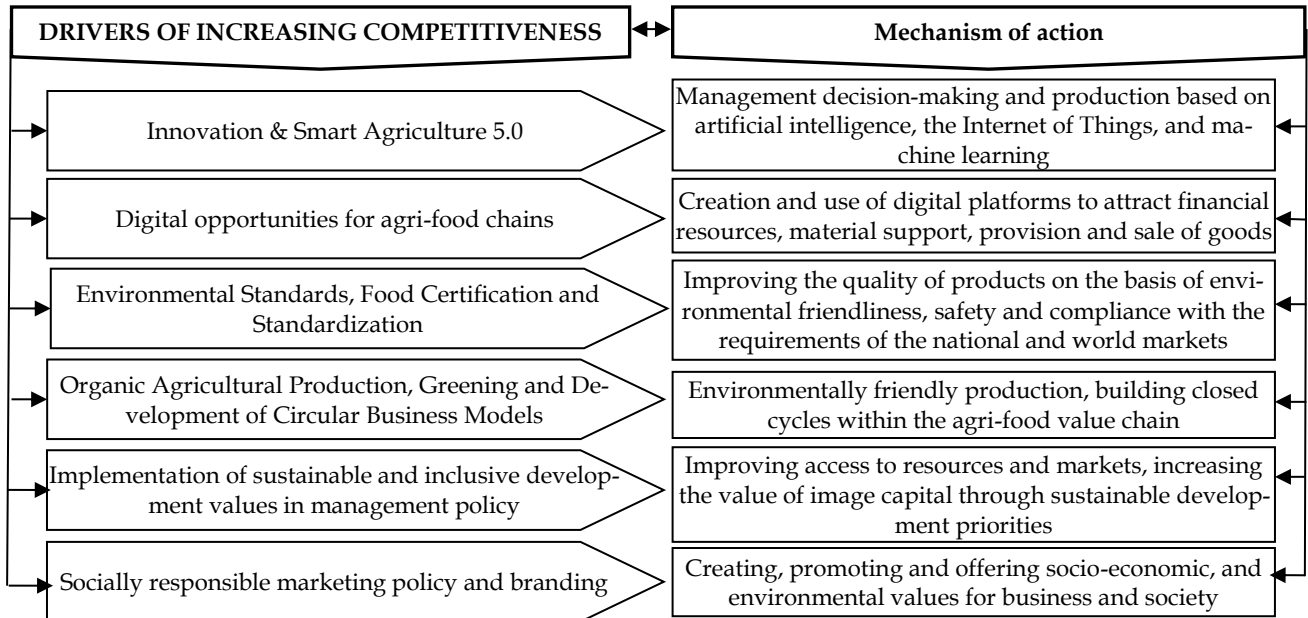 DRIVERS OF INCREASING COMPETITIVENESS
Mechanism of action
Innovation & Smart Agriculture 5.0
Management decision-making and production based on
artificial intelligence, the Internet of Things, and ma-
chine learning
Digital opportunities for agri-food chains
Creation and use of digital platforms to attract financial
resources, material support, provision and sale of goods
Environmental Standards, Food Certification and
Standardization
Improving the quality of products on the basis of envi-
ronmental friendliness, safety and compliance with the
requirements of the national and world markets
Organic Agricultural Production, Greening and De-
velopment of Circular Business Models
Environmentally friendly production, building closed
cycles within the agri-food value chain
Implementation of sustainable and inclusive develop-
ment values in management policy
Improving access to resources and markets, increasing
the value of image capital through sustainable develop-
ment priorities
Socially responsible marketing policy and branding
Creating, promoting and offering socio-economic, and
environmental values for business and society